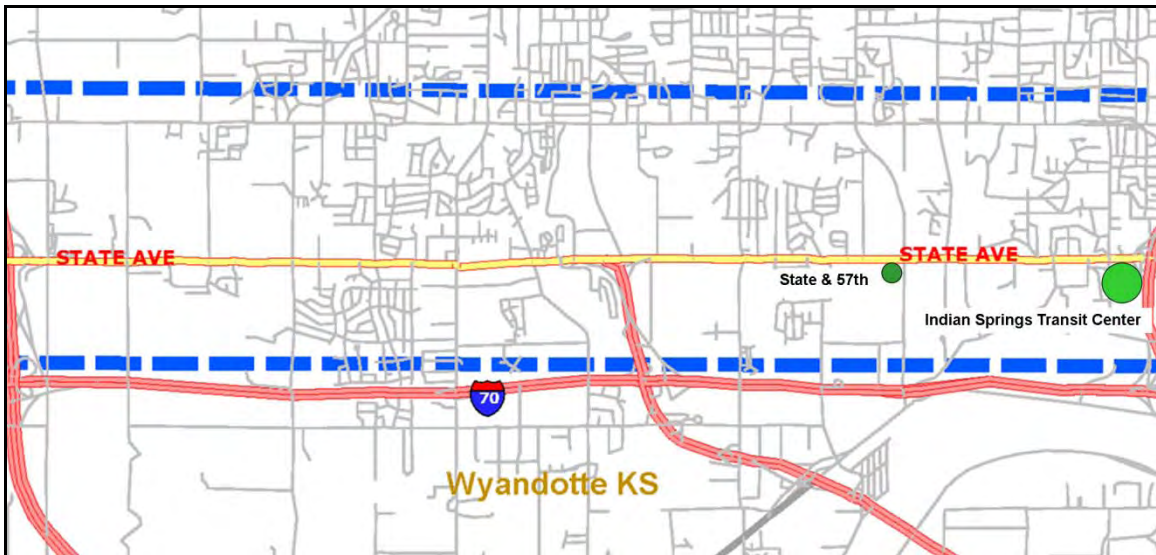 STATE AVE
STATE AVE
State & 57th
Indian Springs Transit Center
70
Wyandotte KS